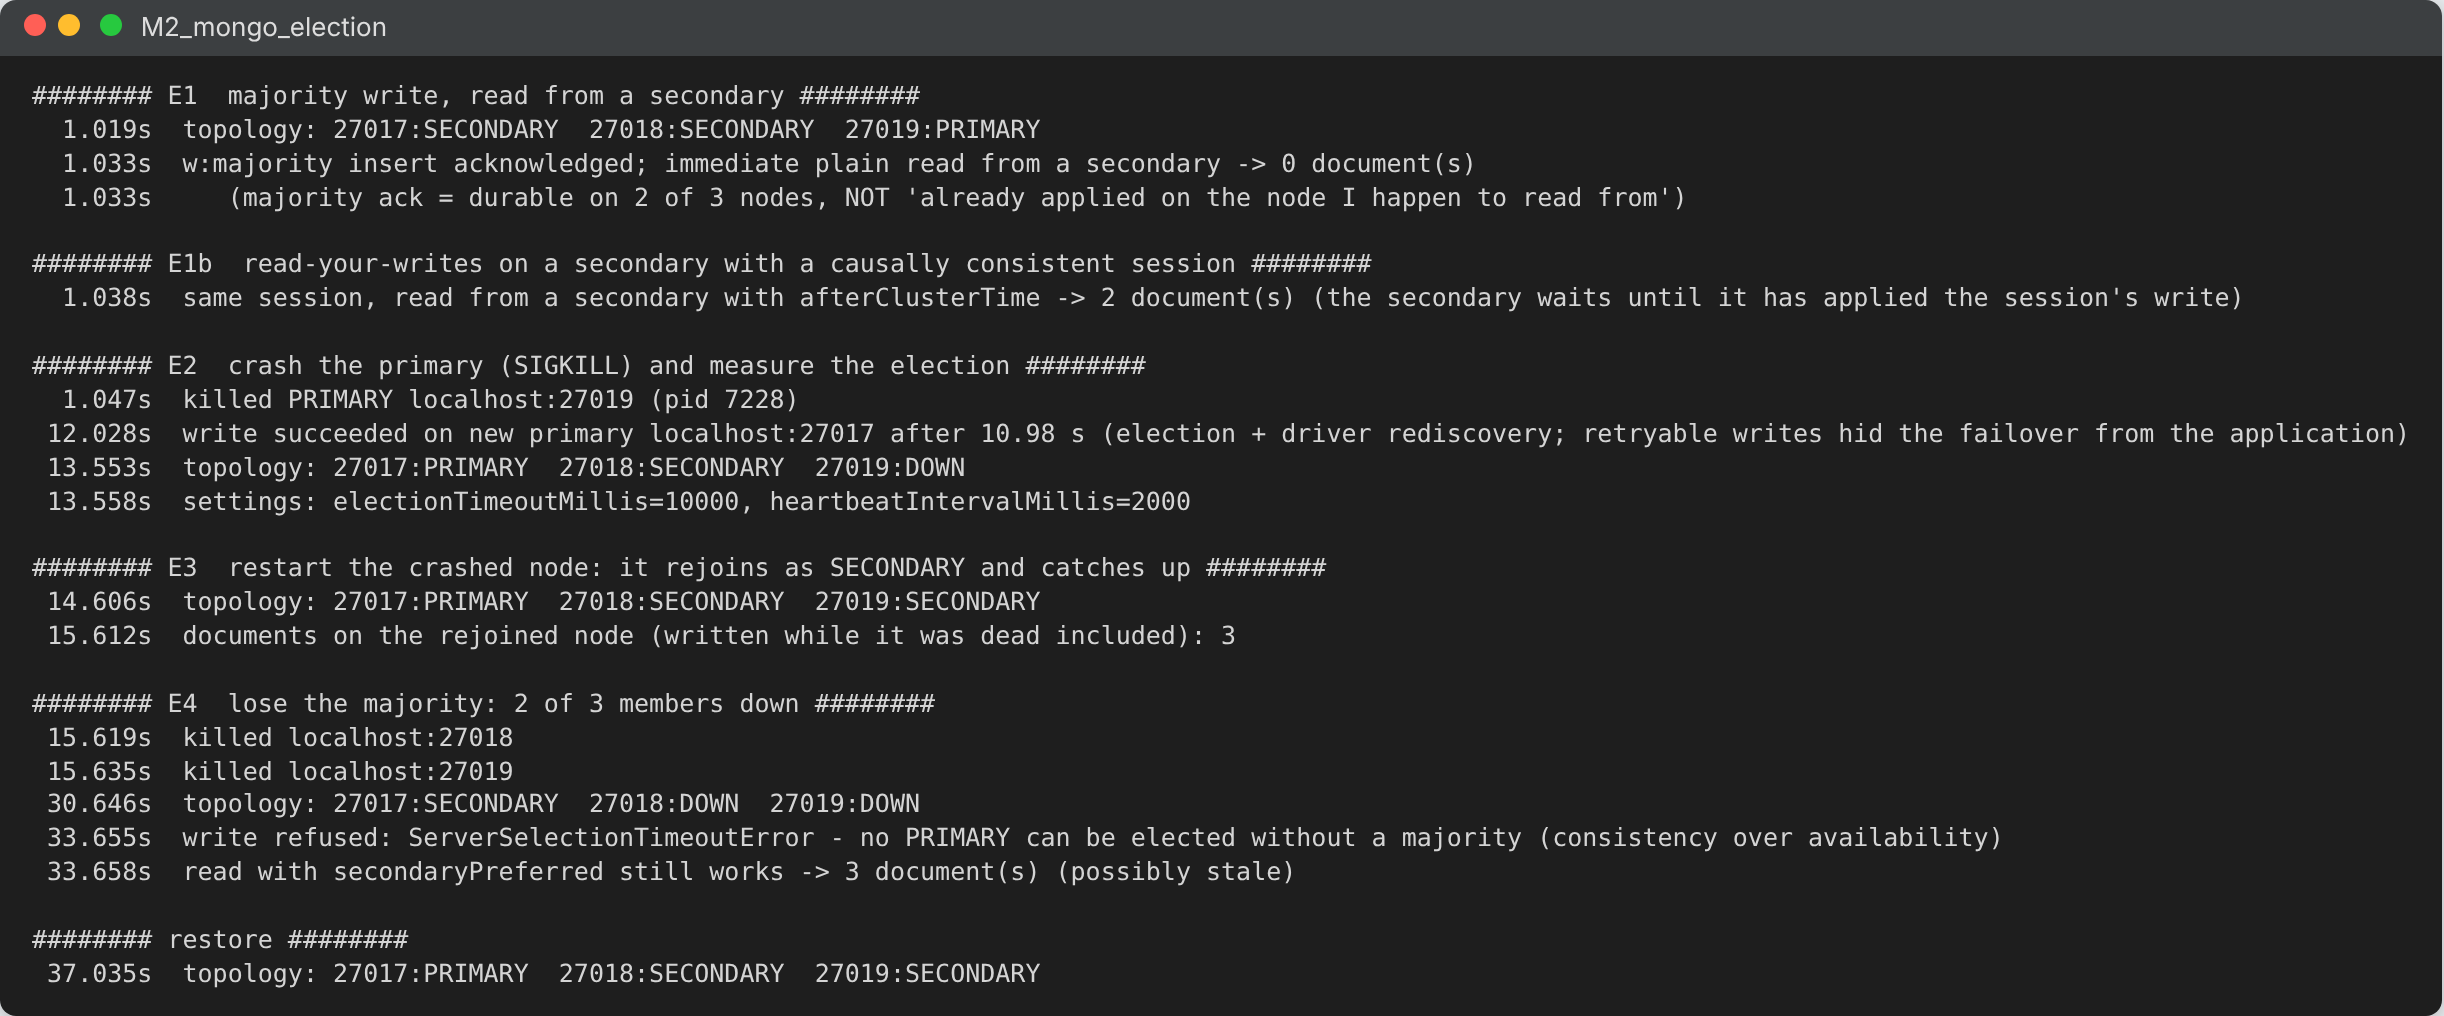 M2_mongo_election
######## E1  majority write, read from a secondary ########
  1.019s  topology: 27017:SECONDARY  27018:SECONDARY  27019:PRIMARY
  1.033s  w:majority insert acknowledged; immediate plain read from a secondary -> 0 document(s)
  1.033s     (majority ack = durable on 2 of 3 nodes, NOT 'already applied on the node I happen to read from')
######## E1b  read-your-writes on a secondary with a causally consistent session ########
  1.038s  same session, read from a secondary with afterClusterTime -> 2 document(s) (the secondary waits until it has applied the session's write)
######## E2  crash the primary (SIGKILL) and measure the election ########
  1.047s  killed PRIMARY localhost:27019 (pid 7228)
 12.028s  write succeeded on new primary localhost:27017 after 10.98 s (election + driver rediscovery; retryable writes hid the failover from the application)
 13.553s  topology: 27017:PRIMARY  27018:SECONDARY  27019:DOWN
 13.558s  settings: electionTimeoutMillis=10000, heartbeatIntervalMillis=2000
######## E3  restart the crashed node: it rejoins as SECONDARY and catches up ########
 14.606s  topology: 27017:PRIMARY  27018:SECONDARY  27019:SECONDARY
 15.612s  documents on the rejoined node (written while it was dead included): 3
######## E4  lose the majority: 2 of 3 members down ########
 15.619s  killed localhost:27018
 15.635s  killed localhost:27019
 30.646s  topology: 27017:SECONDARY  27018:DOWN  27019:DOWN
 33.655s  write refused: ServerSelectionTimeoutError - no PRIMARY can be elected without a majority (consistency over availability)
 33.658s  read with secondaryPreferred still works -> 3 document(s) (possibly stale)
######## restore ########
 37.035s  topology: 27017:PRIMARY  27018:SECONDARY  27019:SECONDARY